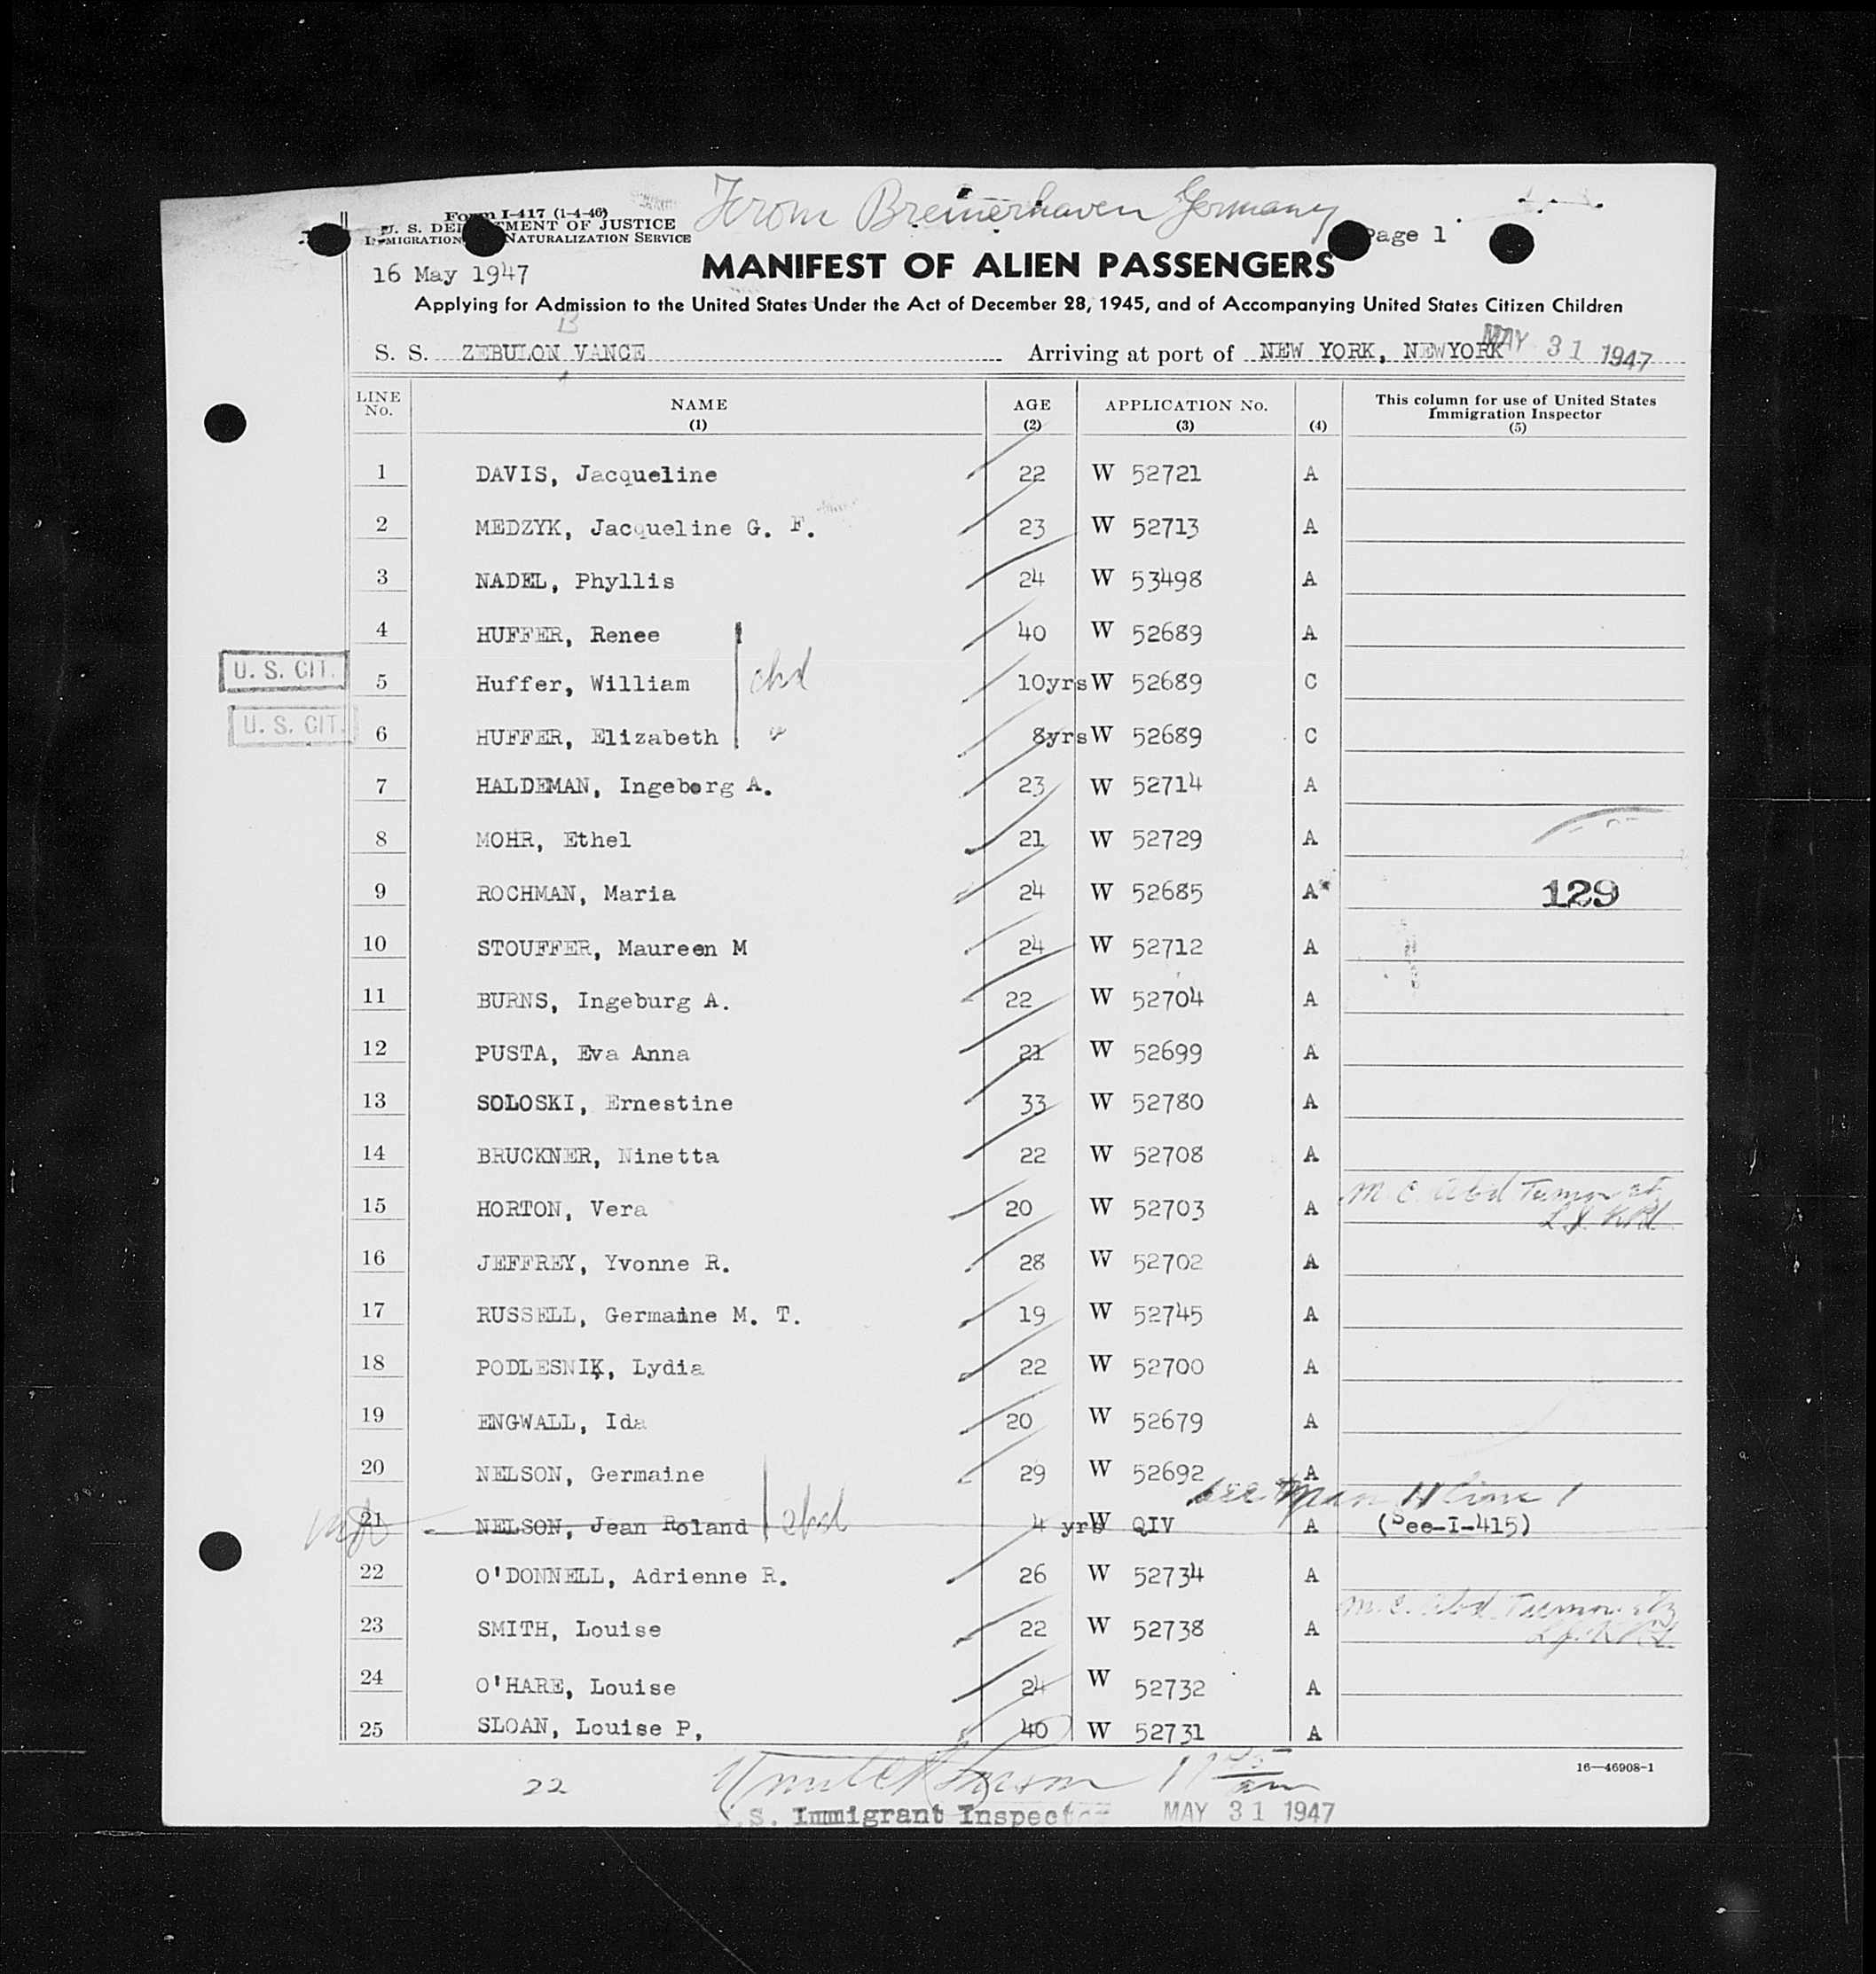 From Bremerhaven Germany
Form I-417 (1-4-46)
U. S. DEPARTMENT OF JUSTICE
IMMIGRATION NATURALIZATION SERVICE
Page 1
16 May 1947
MANIFEST OF ALIEN PASSENGERS
Applying for Admission to the United States Under the Act of December 28, 1945, and of Accompanying United States Citizen Children
B
S. S. ZEBULON VANCE Arriving at port of NEW YORK, NEWYORK MAY 31 1947
LINE No. NAME (1) AGE (2) APPLICATION No. (3) (4) This column for use of United States Immigration Inspector (5)
1 DAVIS, Jacqueline 22 W 52721 A
2 MEDZYK, Jacqueline G. F. 23 W 52713 A
3 NADEL, Phyllis 24 W 53498 A
4 HUFFER, Renee 40 W 52689 A
U. S. CIT. 5 Huffer, William chd 10yrs W 52689 C
U. S. CIT. 6 HUFFER, Elizabeth 8yrs W 52689 C
7 HALDEMAN, Ingeborg A. 23 W 52714 A
8 MOHR, Ethel 21 W 52729 A
9 ROCHMAN, Maria 24 W 52685 A 129
10 STOUFFER, Maureen M 24 W 52712 A
11 BURNS, Ingeburg A. 22 W 52704 A
12 PUSTA, Eva Anna 21 W 52699 A
13 SOLOSKI, Ernestine 33 W 52780 A
14 BRUCKNER, Ninetta 22 W 52708 A
15 HORTON, Vera 20 W 52703 A M. C. Abd Tumor
16 JEFFREY, Yvonne R. 28 W 52702 A
17 RUSSELL, Germaine M. T. 19 W 52745 A
18 PODLESNIK, Lydia 22 W 52700 A
19 ENGWALL, Ida 20 W 52679 A
20 NELSON, Germaine 29 W 52692 A
see Man 11 line 1
21 NELSON, Jean Roland chd 4 yrs W QIV A (See-I-415)
22 O'DONNELL, Adrienne R. 26 W 52734 A
23 SMITH, Louise 22 W 52738 A M. C. Abd. Tumor
24 O'HARE, Louise 24 W 52732 A
25 SLOAN, Louise P, 40 W 52731 A
16—46908-1
22
U.S. Immigrant Inspector MAY 31 1947